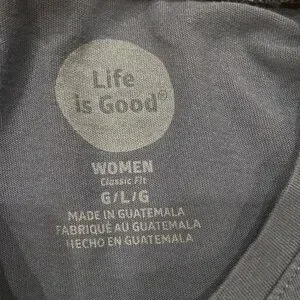 Life
is Good®
WOMEN
Classic Fit
G/L/G
MADE IN GUATEMALA
FABRIQUÉ AU GUATEMALA
HECHO EN GUATEMALA